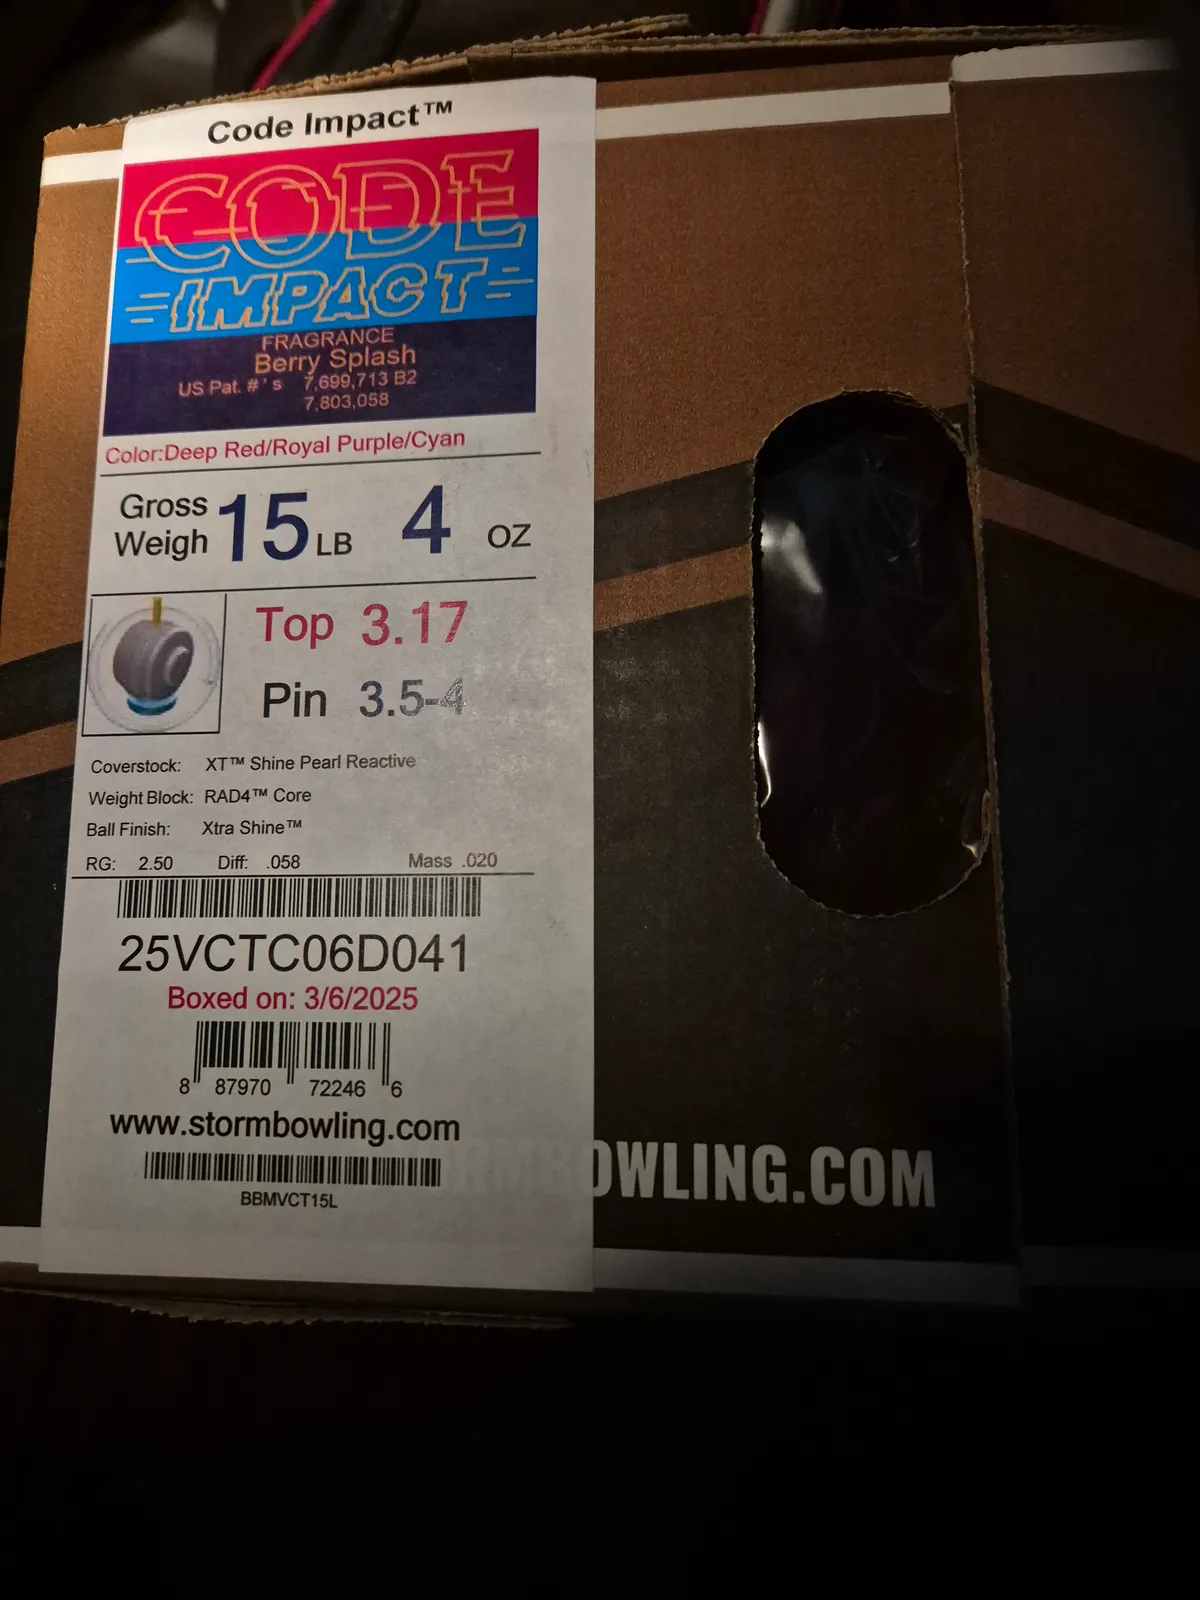 Code Impact™
CODE
IMPACT
FRAGRANCE
Berry Splash
US Pat. #'s 7,699,713 B2
7,803,058
Color:Deep Red/Royal Purple/Cyan
Gross
Weigh 15 LB 4 OZ
Top 3.17
Pin 3.5-4
Coverstock: XT™ Shine Pearl Reactive
Weight Block: RAD4™ Core
Ball Finish: Xtra Shine™
RG: 2.50 Diff: .058 Mass .020
25VCTC06D041
Boxed on: 3/6/2025
8 87970 72246 6
www.stormbowling.com
BBMVCT15L
RMBOWLING.COM